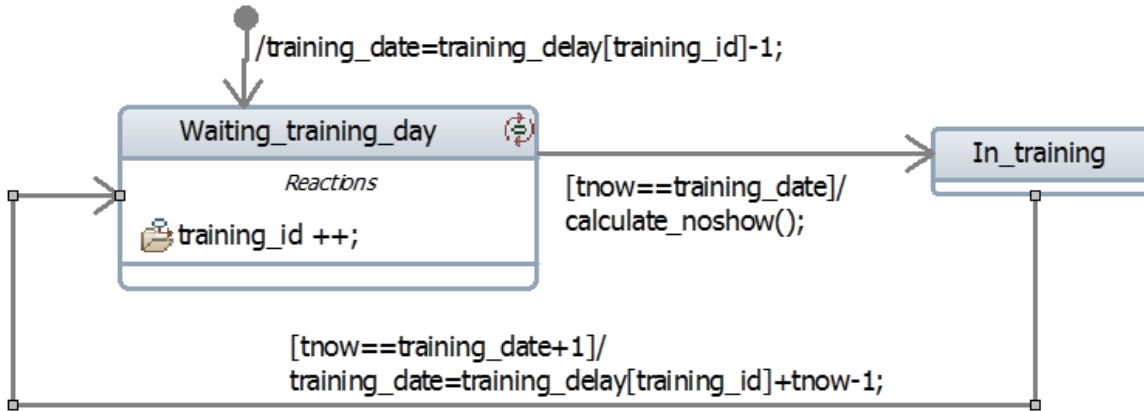 /training_date=training_delay[training_id]-1;
Waiting_training_day
Reactions
training_id ++;
[tnow==training_date]/
calculate_noshow();
In_training
[tnow==training_date+1]/
training_date=training_delay[training_id]+tnow-1;